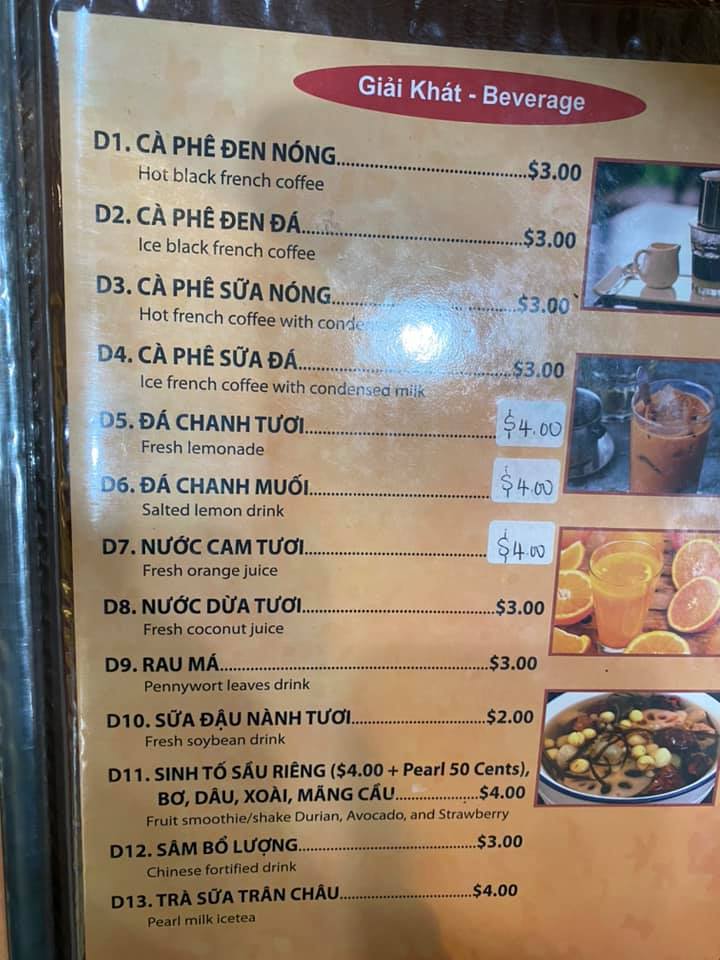 Giải Khát - Beverage
D1. CÀ PHÊ ĐEN NÓNG....................................$3.00
Hot black french coffee
D2. CÀ PHÊ ĐEN ĐÁ..........................................$3.00
Ice black french coffee
D3. CÀ PHÊ SỮA NÓNG....................................$3.00
Hot french coffee with
D4. CÀ PHÊ SỮA ĐÁ..........................................$3.00
Ice french coffee with condensed milk
D5. ĐÁ CHANH TƯƠI..................................... $4.00
Fresh lemonade
D6. ĐÁ CHANH MUỐI.................................... $4.00
Salted lemon drink
D7. NƯỚC CAM TƯƠI.................................... $4.00
Fresh orange juice
D8. NƯỚC DỪA TƯƠI.......................................$3.00
Fresh coconut juice
D9. RAU MÁ......................................................$3.00
Pennywort leaves drink
D10. SỮA ĐẬU NÀNH TƯƠI...........................$2.00
Fresh soybean drink
D11. SINH TỐ SẦU RIÊNG ($4.00 + Pearl 50 Cents),
BƠ, DÂU, XOÀI, MÃNG CẦU.................$4.00
Fruit smoothie/shake Durian, Avocado, and Strawberry
D12. SÂM BỔ LƯỢNG....................................$3.00
Chinese fortified drink
D13. TRÀ SỮA TRÂN CHÂU...........................$4.00
Pearl milk icetea